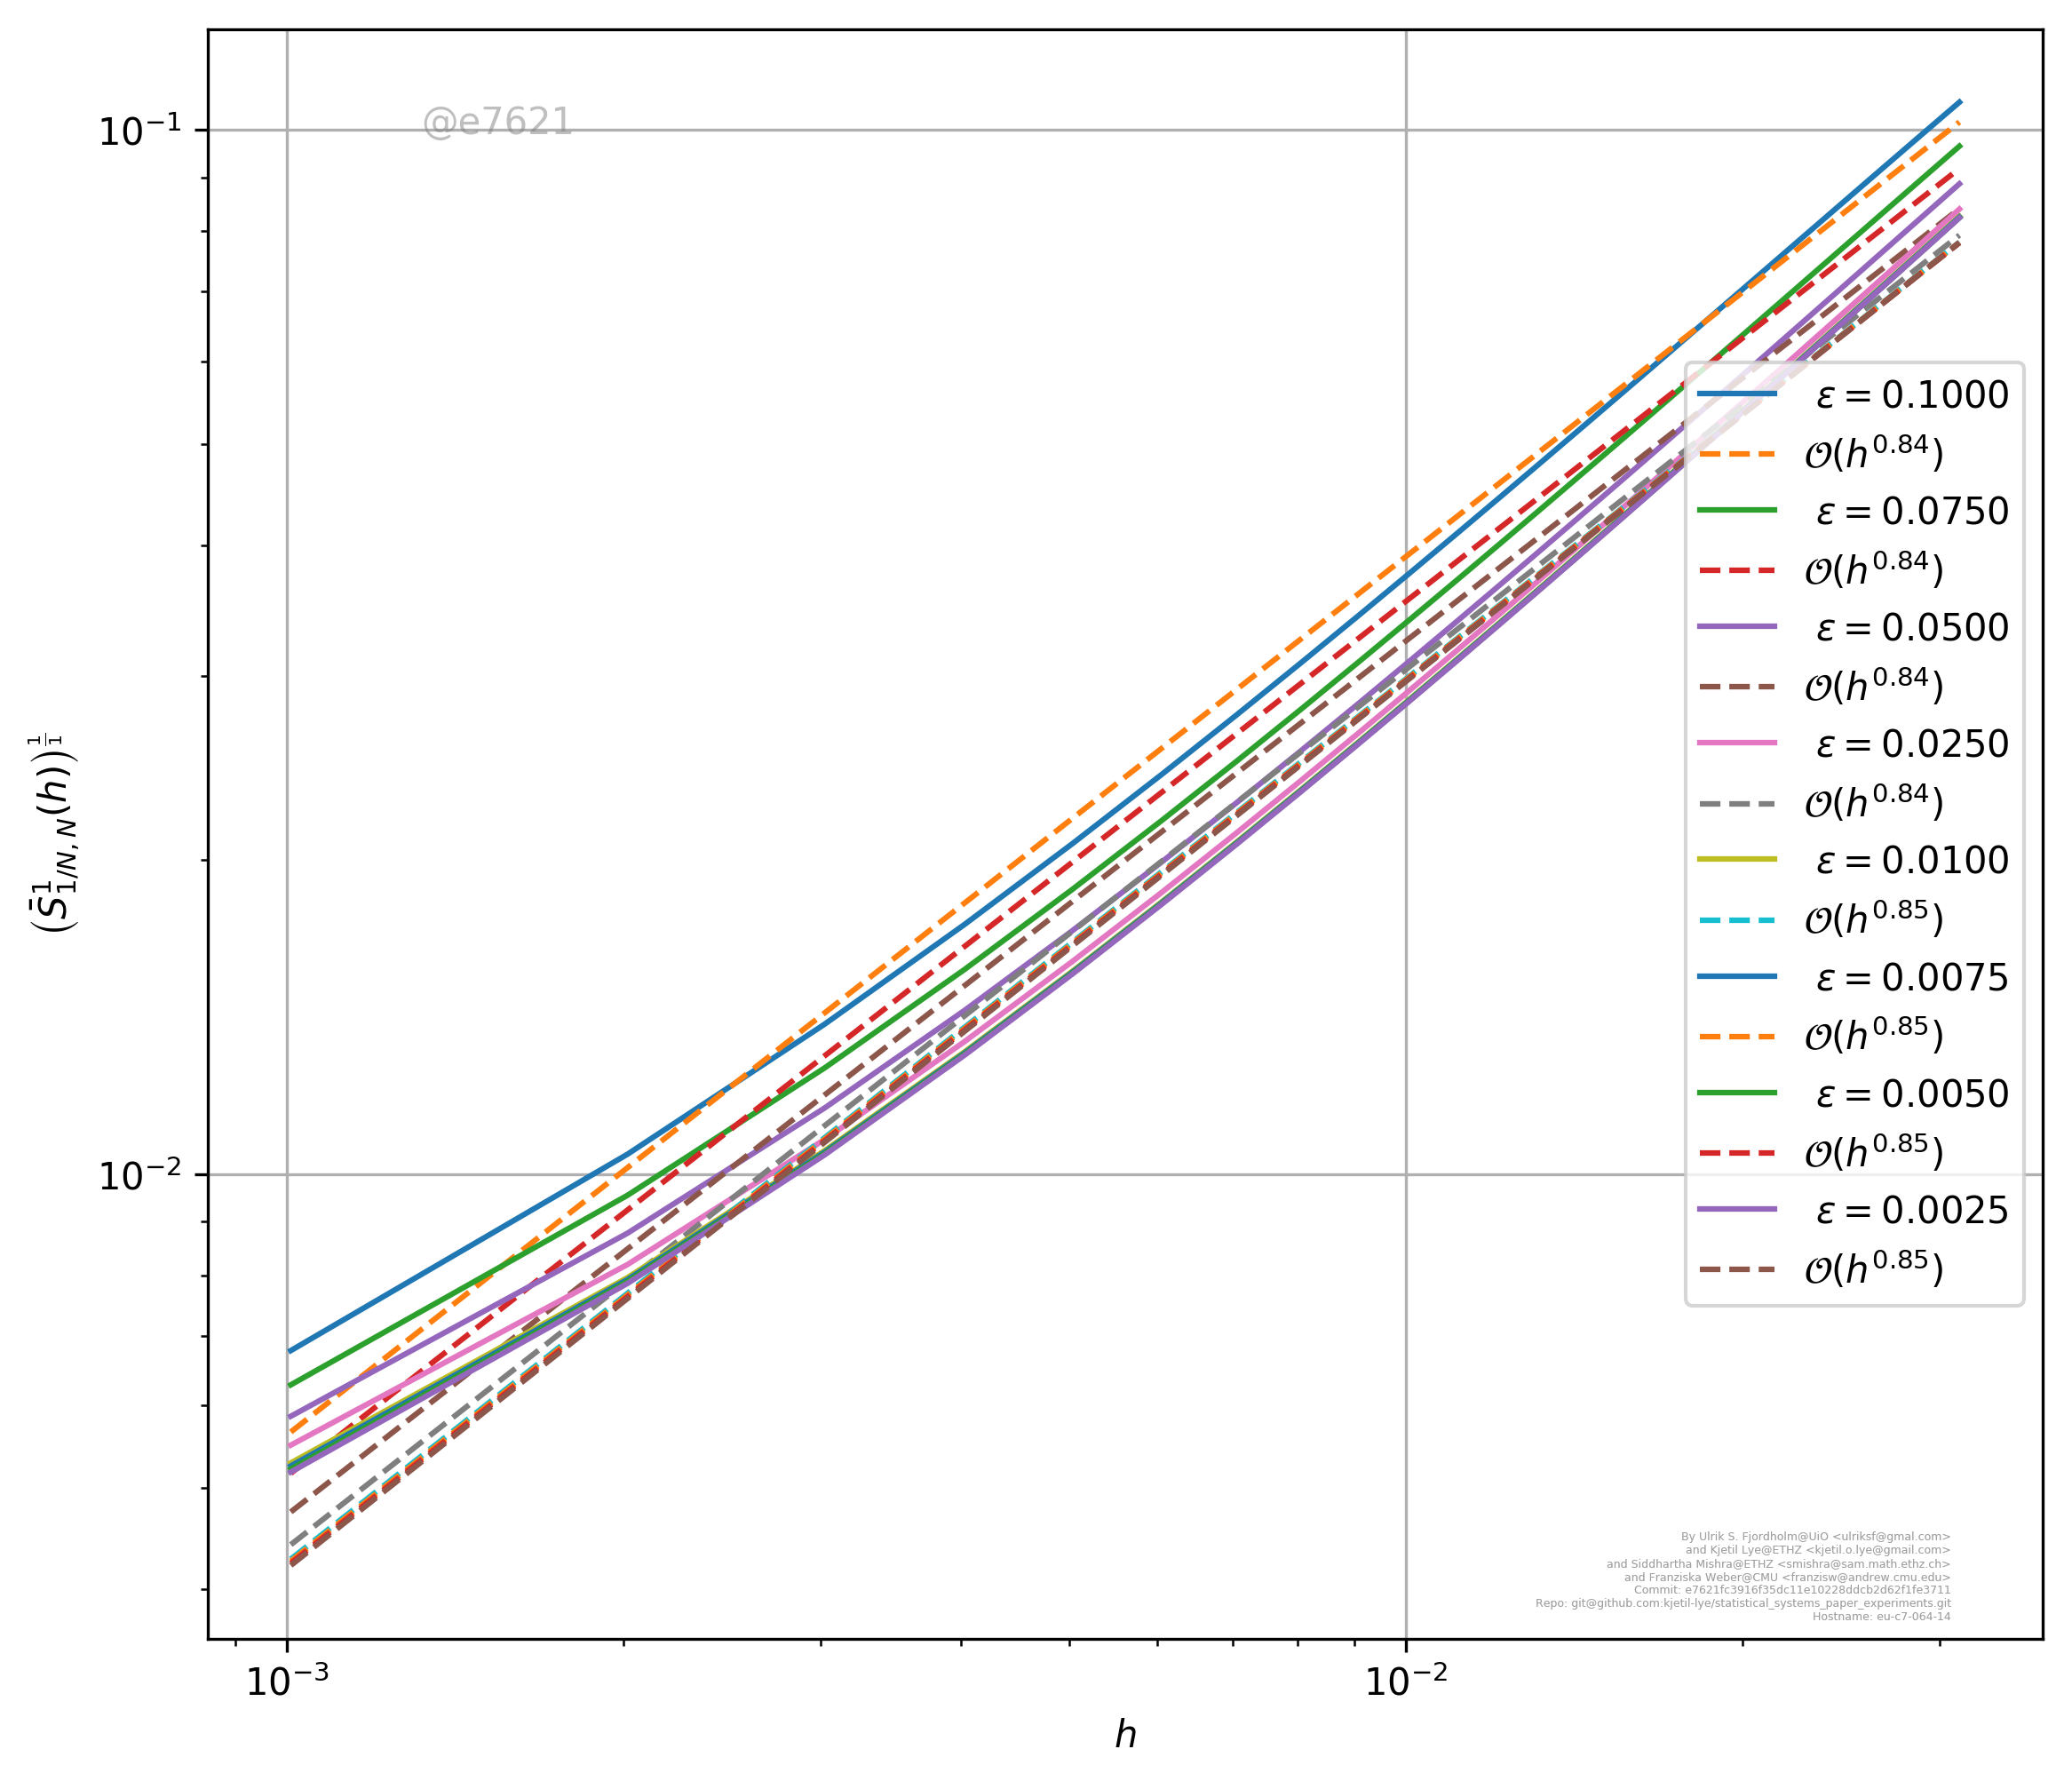 @e7621
10⁻¹
10⁻²
(S̄¹₁/N, N(h))^(1/1)
10⁻³
10⁻²
h
ε = 0.1000
𝒪(h^0.84)
ε = 0.0750
𝒪(h^0.84)
ε = 0.0500
𝒪(h^0.84)
ε = 0.0250
𝒪(h^0.84)
ε = 0.0100
𝒪(h^0.85)
ε = 0.0075
𝒪(h^0.85)
ε = 0.0050
𝒪(h^0.85)
ε = 0.0025
𝒪(h^0.85)
By Ulrik S. Fjordholm@UiO <ulriksf@gmal.com>
and Kjetil Lye@ETHZ <kjetil.o.lye@gmail.com>
and Siddhartha Mishra@ETHZ <smishra@sam.math.ethz.ch>
and Franziska Weber@CMU <franzisw@andrew.cmu.edu>
Commit: e7621fc3916f35dc11e10228ddcb2d62f1fe3711
Repo: git@github.com:kjetil-lye/statistical_systems_paper_experiments.git
Hostname: eu-c7-064-14